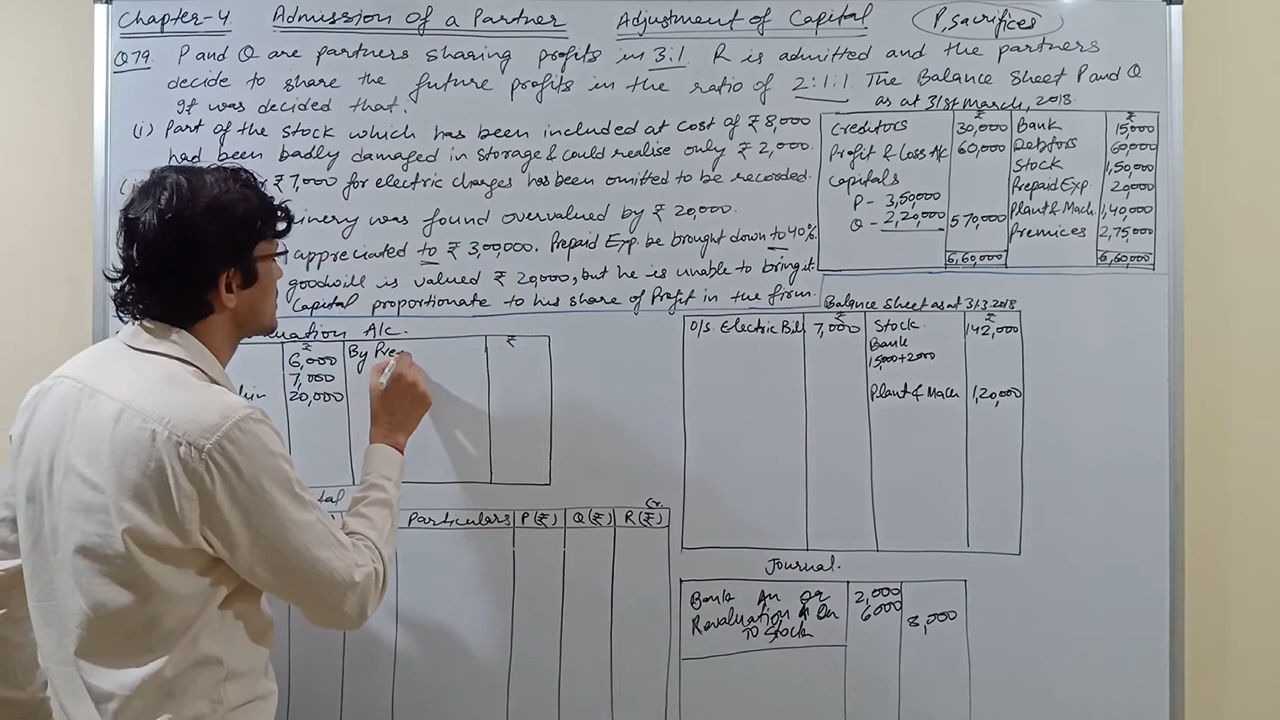 Chapter-4 Admission of a Partner Adjustment of Capital P, sacrifices
Q79 P and Q are partners sharing profits in 3:1. R is admitted and the partners
decide to share the future profits in the ratio of 2:1:1. The Balance Sheet P and Q
It was decided that. as at 31st March, 2018
(i) Part of the stock which has been included at cost of ₹ 8,000
had been badly damaged in storage & could realise only ₹ 2,000.
₹ 7,000 for electric charges has been omitted to be recorded.
inery was found overvalued by ₹ 20,000.
appreciated to ₹ 3,00,000. Prepaid Exp. be brought down to 40%.
goodwill is valued ₹ 20,000, but he is unable to bring it.
Capital proportionate to his share of Profit in the firm.
₹ ₹
Creditors 30,000 Bank 15,000
Profit & Loss A/c 60,000 Debtors 60,000
Capitals Stock 1,50,000
P - 3,50,000 Prepaid Exp. 20,000
Q - 2,20,000 5,70,000 Plant & Mach. 1,40,000
Premices 2,75,000
6,60,000 6,60,000
uation A/c.
₹ ₹
6,000 By Pre
7,000
20,000
Balance Sheet as at 31.3.2018
₹ ₹
O/s. Electric Bill 7,000 Stock 142,000
Bank
15,000+2000
Plant & Mach 1,20,000
tal Cr.
Particulars P (₹) Q (₹) R (₹)
Journal.
Bank A/c Dr 2,000
Revaluation A Dr 6000
To Stock 8,000